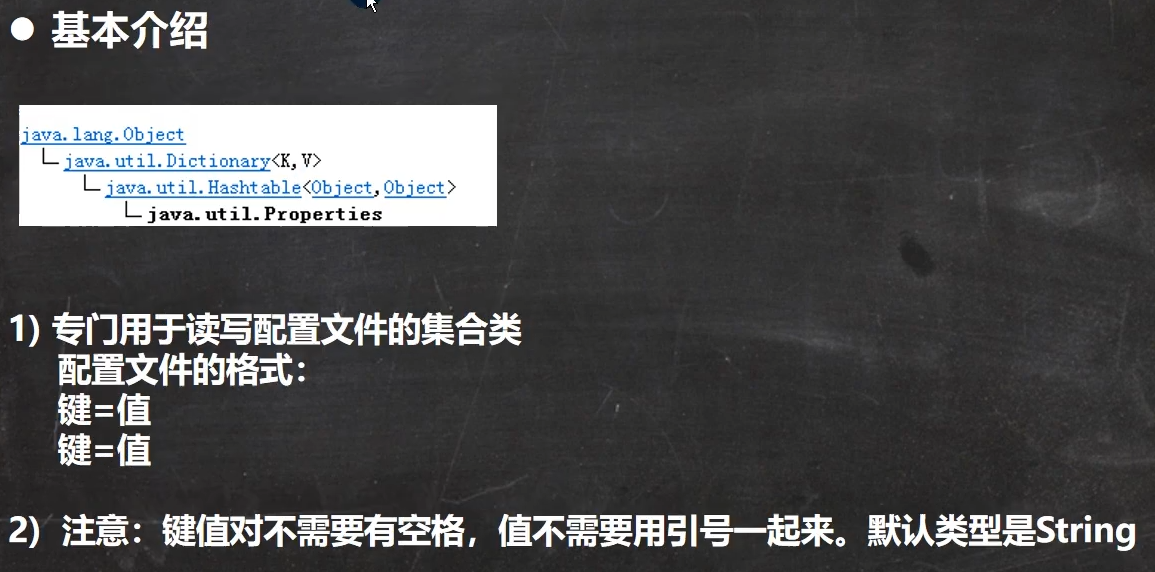 ● 基本介绍
java.lang.Object
java.util.Dictionary<K,V>
java.util.Hashtable<Object,Object>
java.util.Properties
1) 专门用于读写配置文件的集合类
配置文件的格式：
键=值
键=值
2) 注意：键值对不需要有空格，值不需要用引号一起来。默认类型是String